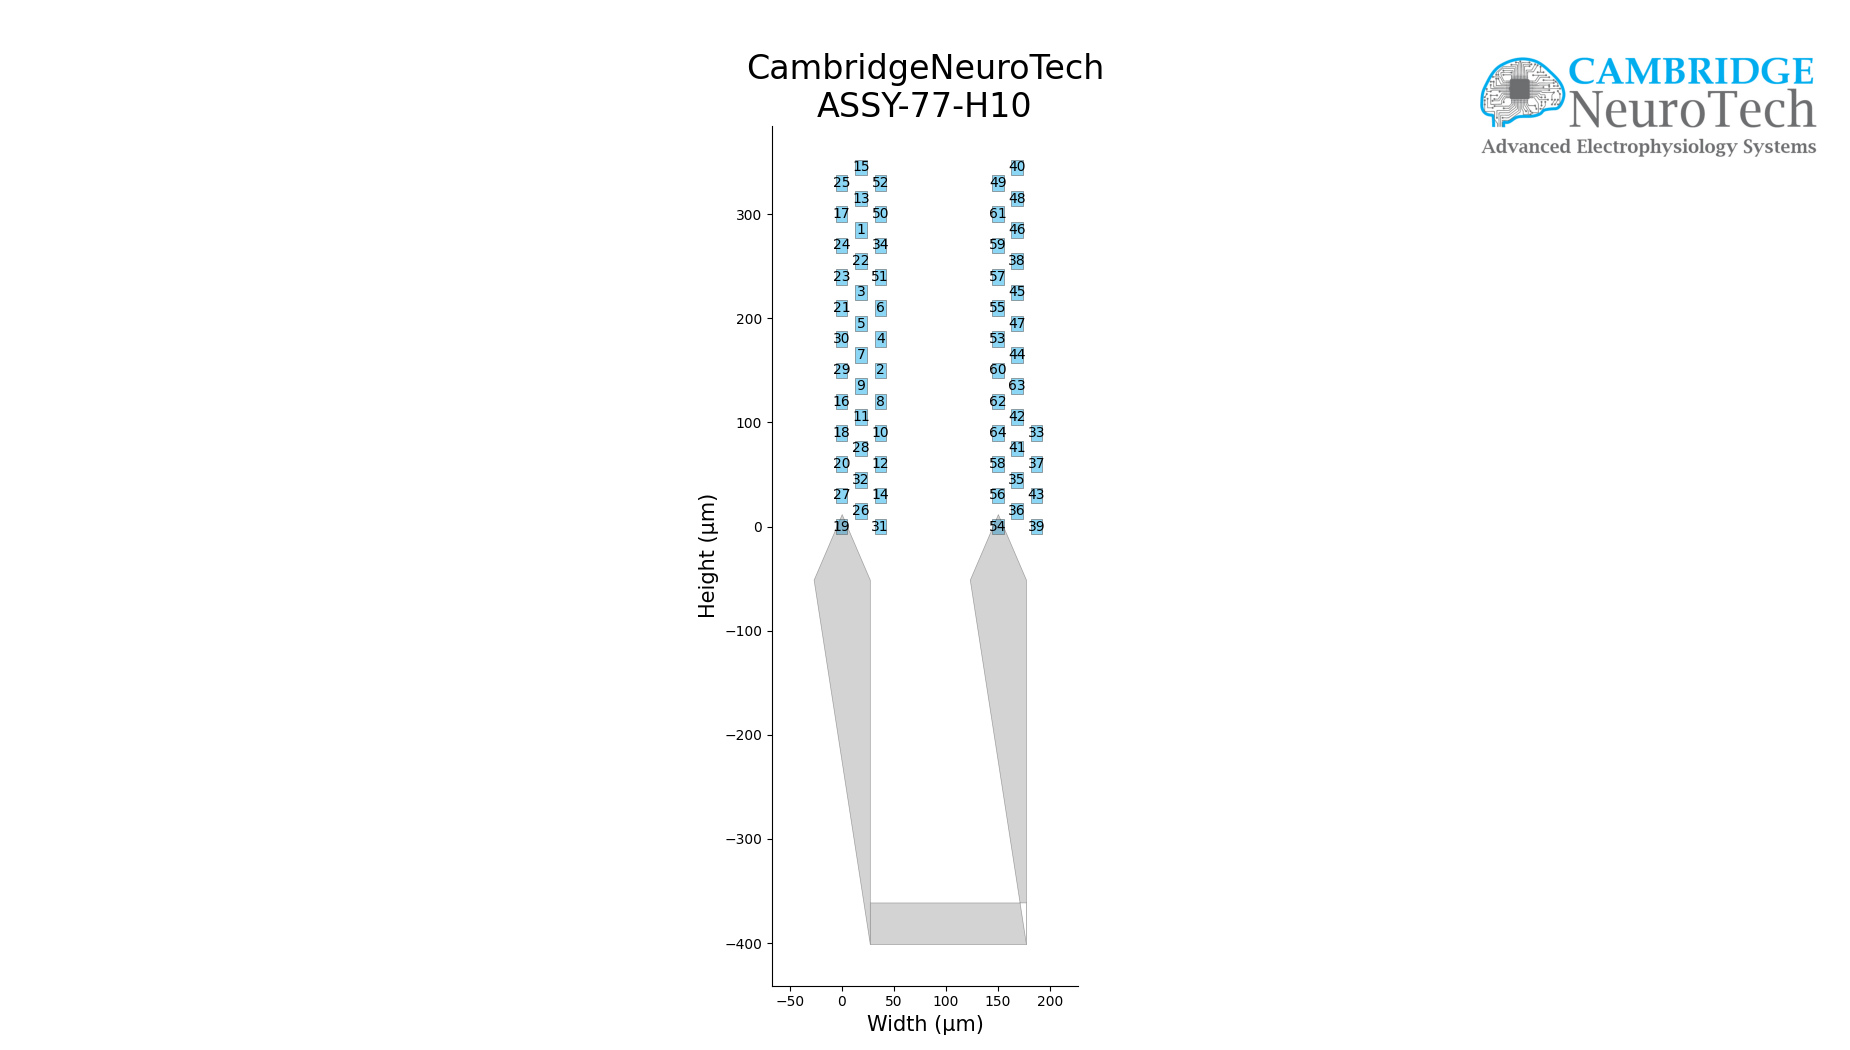 CambridgeNeuroTech
ASSY-77-H10
CAMBRIDGE
NeuroTech
Advanced Electrophysiology Systems
15 40
25 52 49
13 48
300 17 50 61
1 46
24 34 59
22 38
23 51 57
3 45
21 6 55
200 5 47
30 4 53
7 44
29 2 60
9 63
16 8 62
100 11 42
18 10 64 33
28 41
20 12 58 37
32 35
27 14 56 43
26 36
0 19 31 54 39
−100
−200
−300
−400
Height (µm)
−50 0 50 100 150 200
Width (µm)